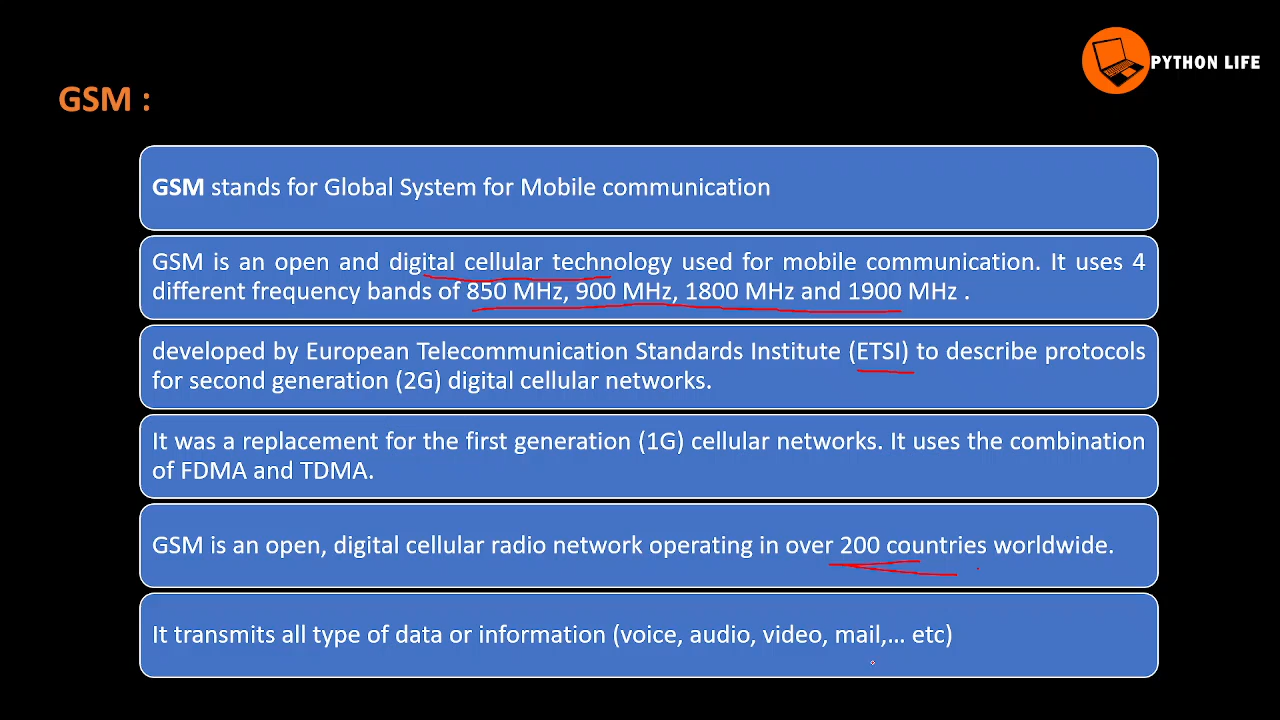 PYTHON LIFE
GSM :
GSM stands for Global System for Mobile communication
GSM is an open and digital cellular technology used for mobile communication. It uses 4
different frequency bands of 850 MHz, 900 MHz, 1800 MHz and 1900 MHz .
developed by European Telecommunication Standards Institute (ETSI) to describe protocols
for second generation (2G) digital cellular networks.
It was a replacement for the first generation (1G) cellular networks. It uses the combination
of FDMA and TDMA.
GSM is an open, digital cellular radio network operating in over 200 countries worldwide.
It transmits all type of data or information (voice, audio, video, mail,... etc)